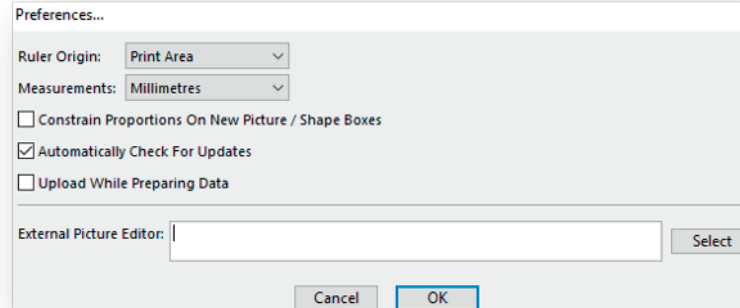 Preferences...
Ruler Origin: Print Area
Measurements: Millimetres
Constrain Proportions On New Picture / Shape Boxes
Automatically Check For Updates
Upload While Preparing Data
External Picture Editor: Select
Cancel OK